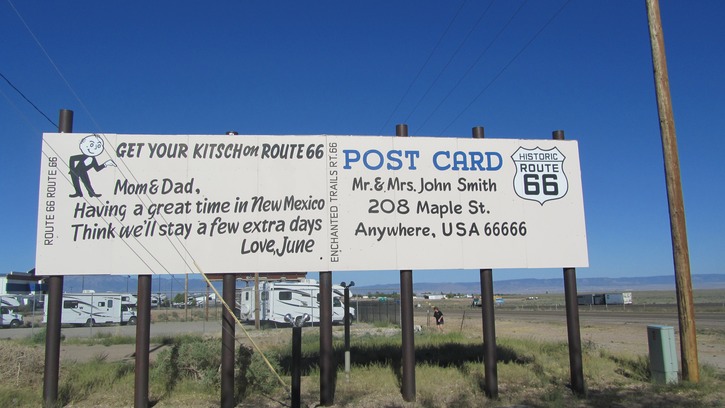 ROUTE 66 ROUTE 66
GET YOUR KITSCH on ROUTE 66
Mom & Dad,
Having a great time in New Mexico
Think we'll stay a few extra days
Love, June
ENCHANTED TRAILS RT. 66
POST CARD
Mr. & Mrs. John Smith
208 Maple St.
Anywhere, USA 66666
HISTORIC
ROUTE
66